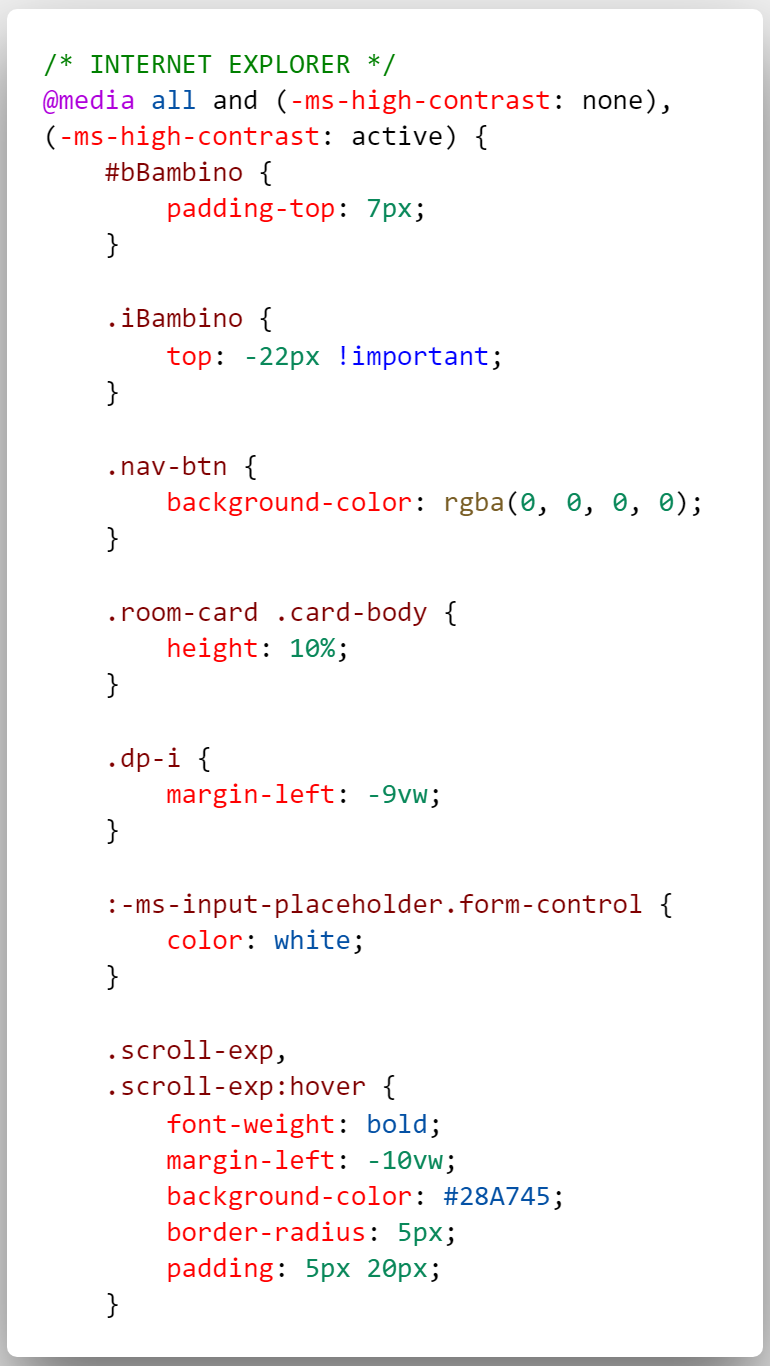 /* INTERNET EXPLORER */
@media all and (-ms-high-contrast: none),
(-ms-high-contrast: active) {
    #bBambino {
        padding-top: 7px;
    }

    .iBambino {
        top: -22px !important;
    }

    .nav-btn {
        background-color: rgba(0, 0, 0, 0);
    }

    .room-card .card-body {
        height: 10%;
    }

    .dp-i {
        margin-left: -9vw;
    }

    :-ms-input-placeholder.form-control {
        color: white;
    }

    .scroll-exp,
    .scroll-exp:hover {
        font-weight: bold;
        margin-left: -10vw;
        background-color: #28A745;
        border-radius: 5px;
        padding: 5px 20px;
    }